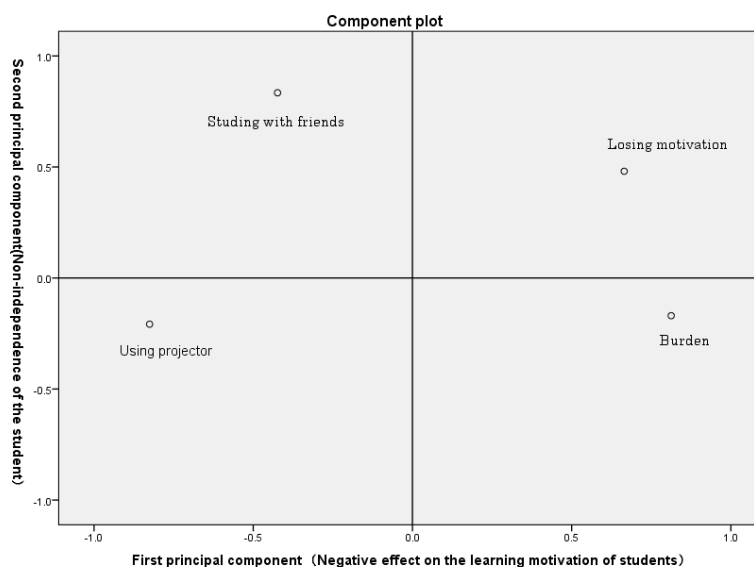 Component plot
Second principal component(Non-independence of the student)
1.0
0.5
0.0
-0.5
-1.0
Studing with friends
Losing motivation
Using projector
Burden
-1.0
-0.5
0.0
0.5
1.0
First principal component（Negative effect on the learning motivation of students）